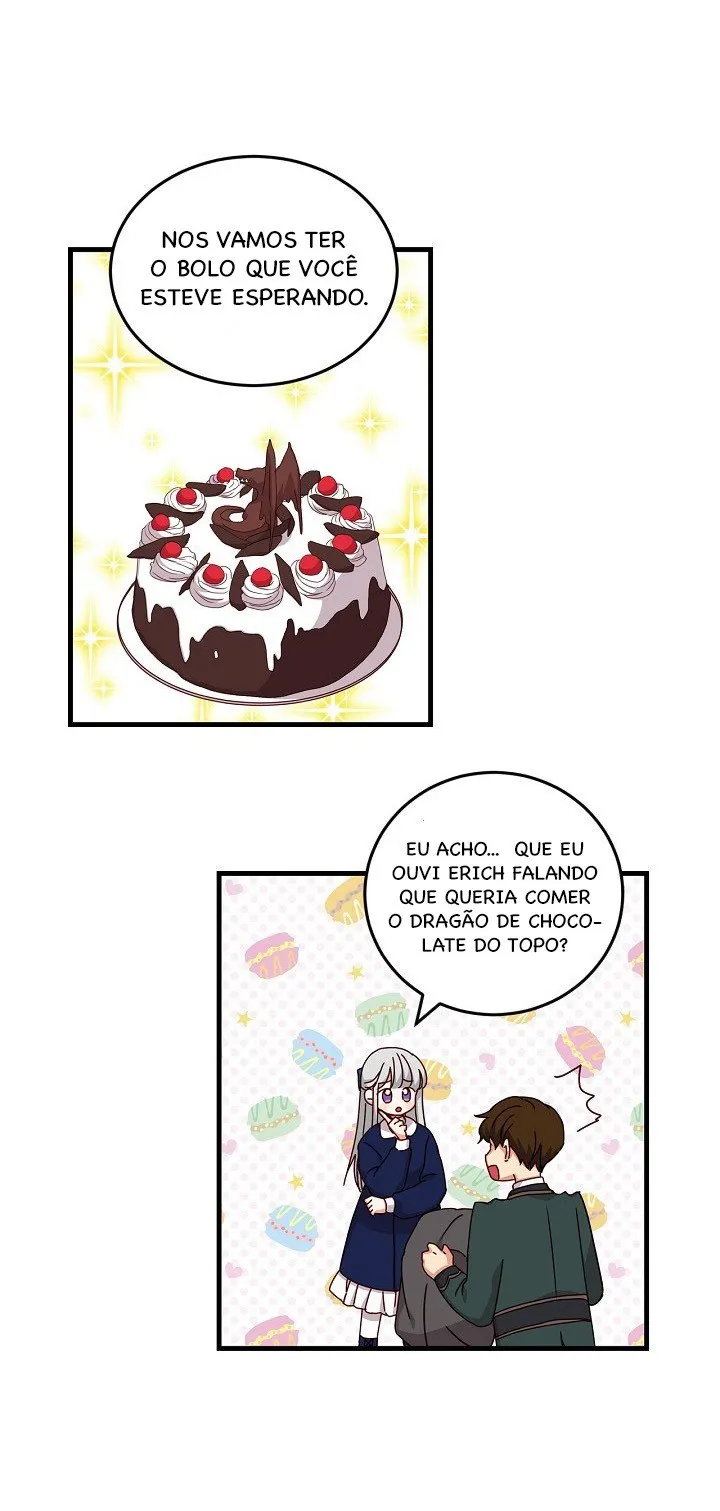 NOS VAMOS TER
O BOLO QUE VOCÊ
ESTEVE ESPERANDO.
EU ACHO... QUE EU
OUVI ERICH FALANDO
QUE QUERIA COMER
O DRAGÃO DE CHOCO-
LATE DO TOPO?